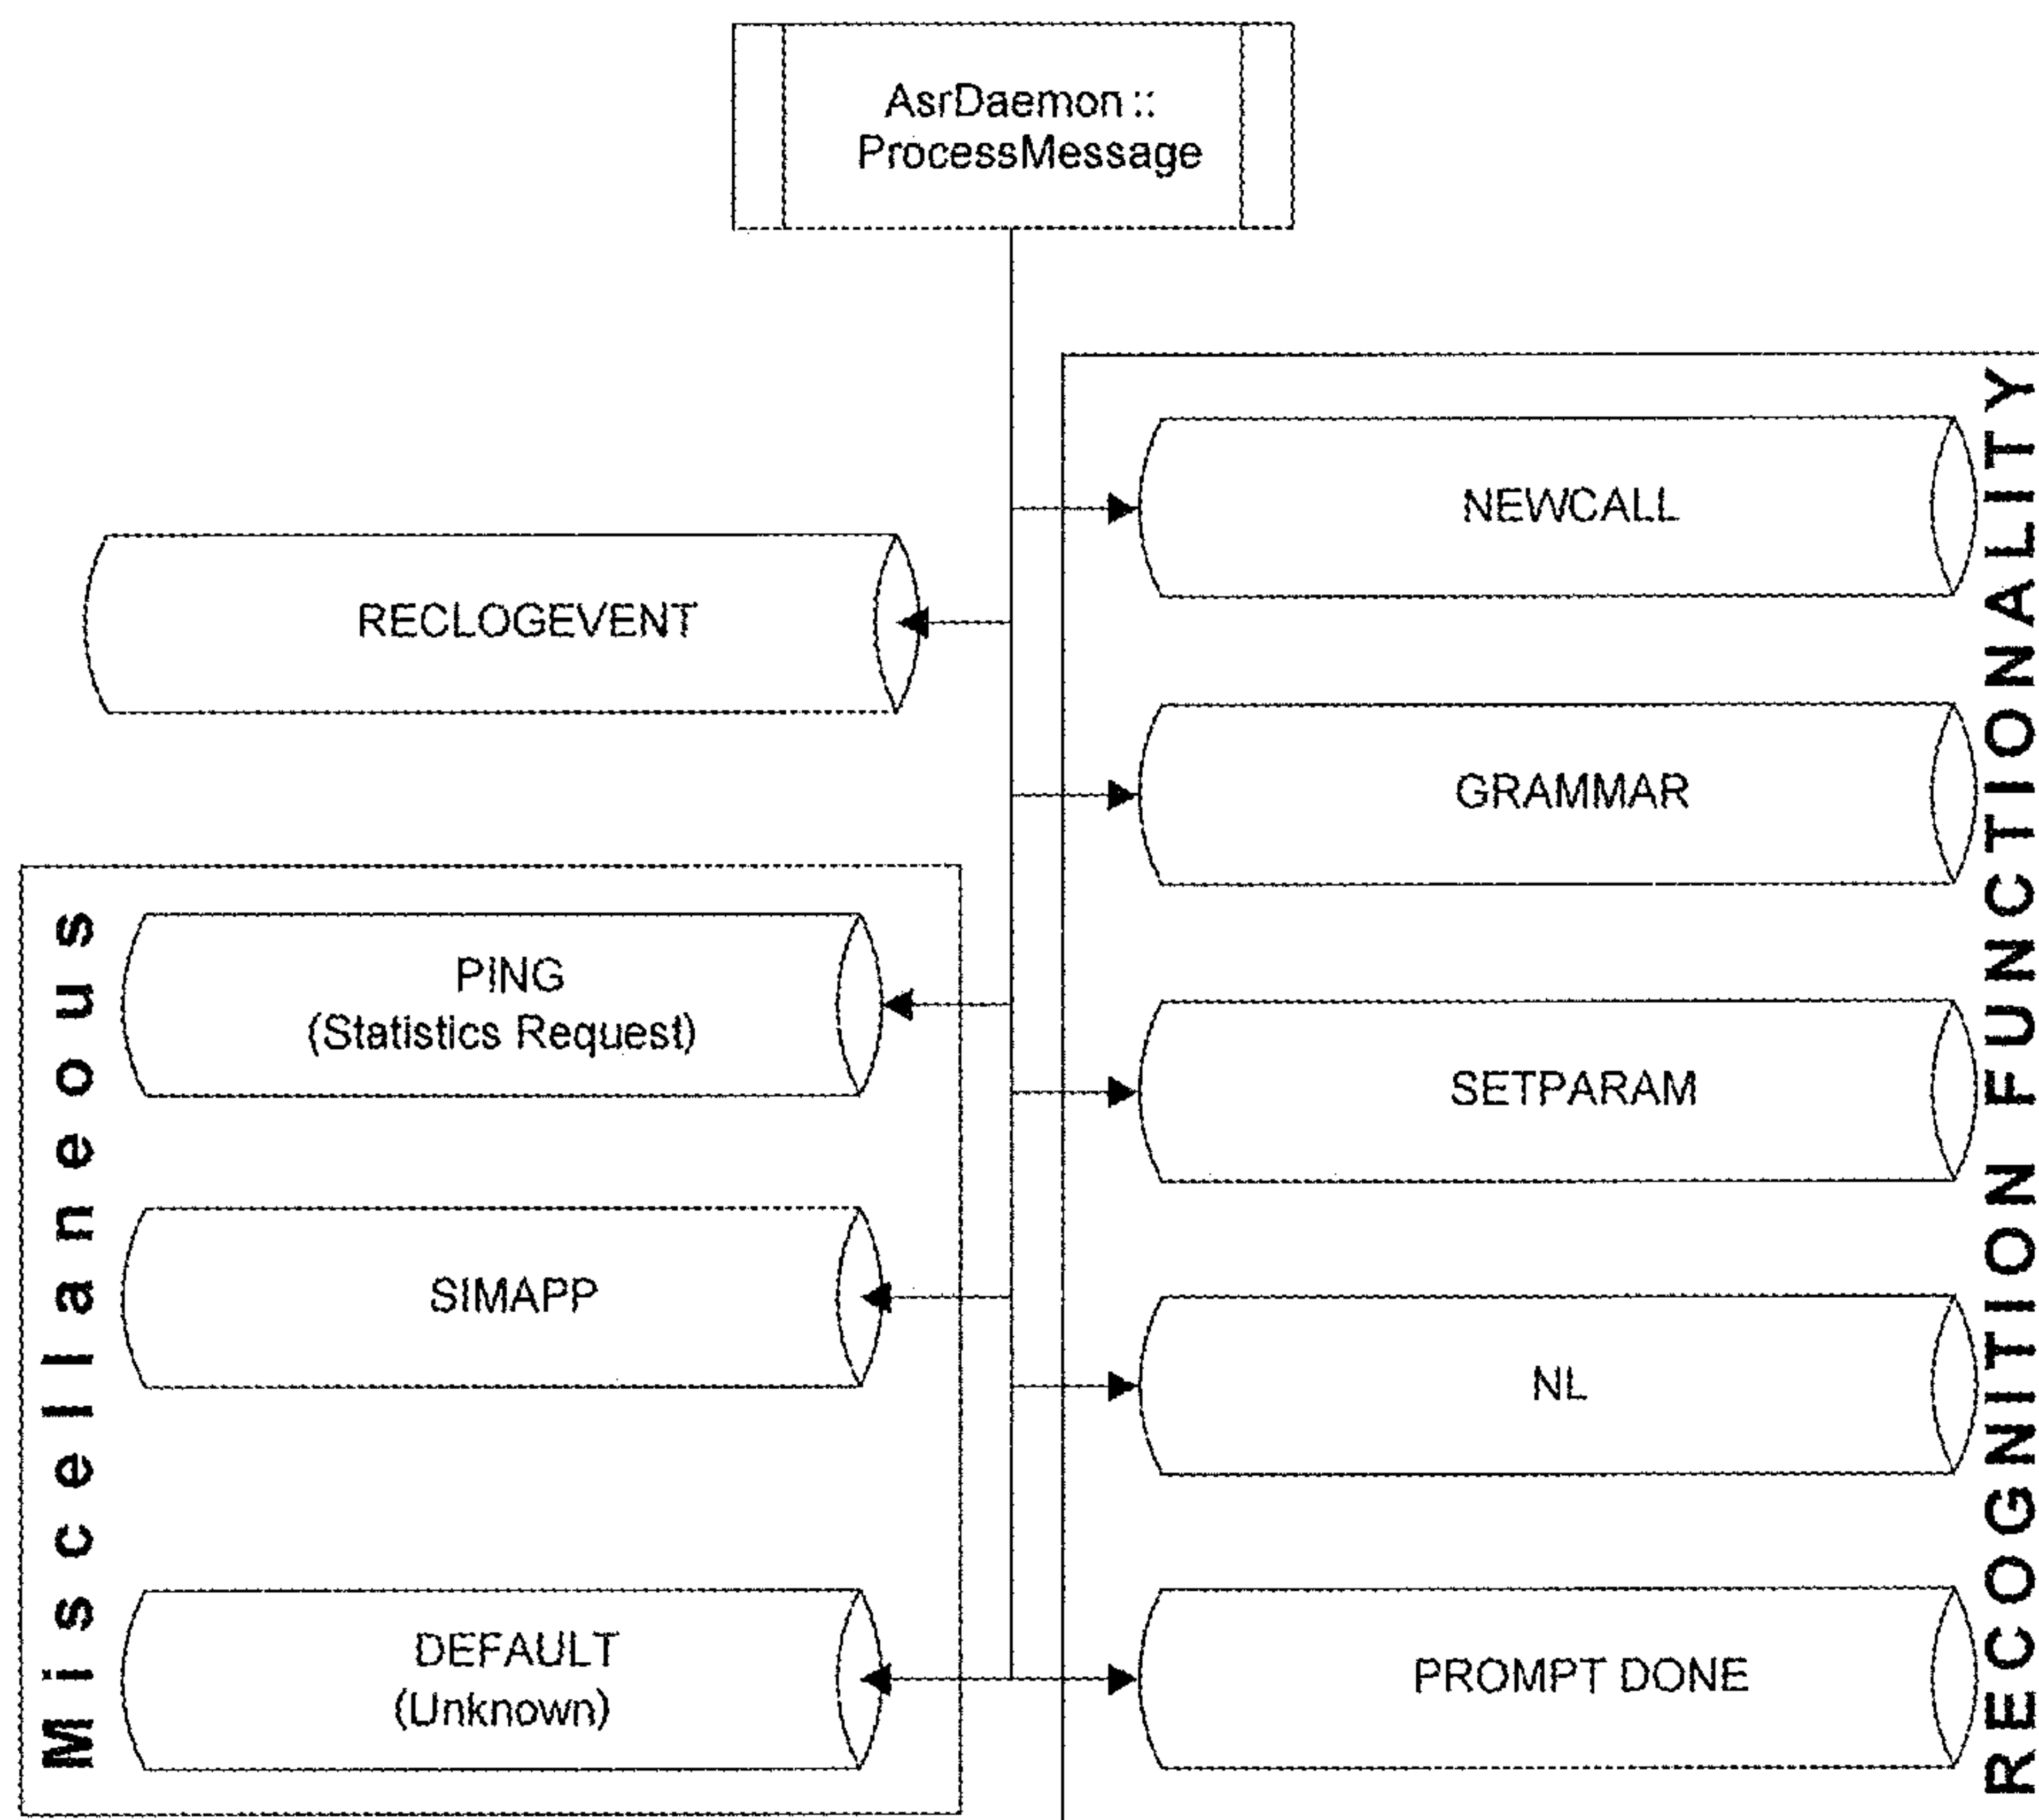 AsrDaemon ::
ProcessMessage
RECLOGEVENT
Miscellaneous
PING
(Statistics Request)
SIMAPP
DEFAULT
(Unknown)
NEWCALL
GRAMMAR
SETPARAM
NL
PROMPT DONE
RECOGNITION FUNCTIONALITY